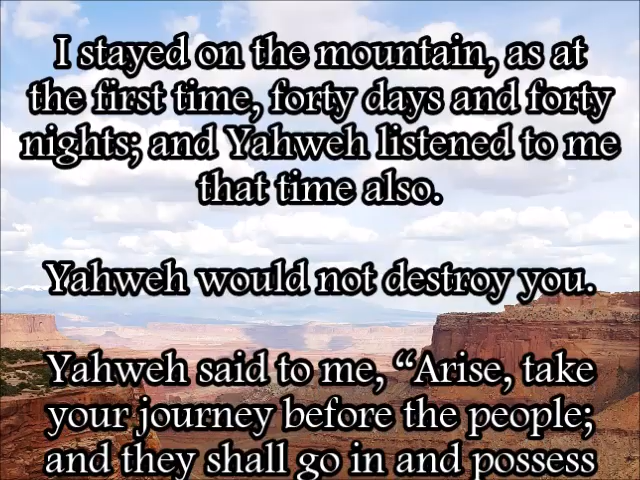 I stayed on the mountain, as at
the first time, forty days and forty
nights; and Yahweh listened to me
that time also.
Yahweh would not destroy you.
Yahweh said to me, “Arise, take
your journey before the people;
and they shall go in and possess